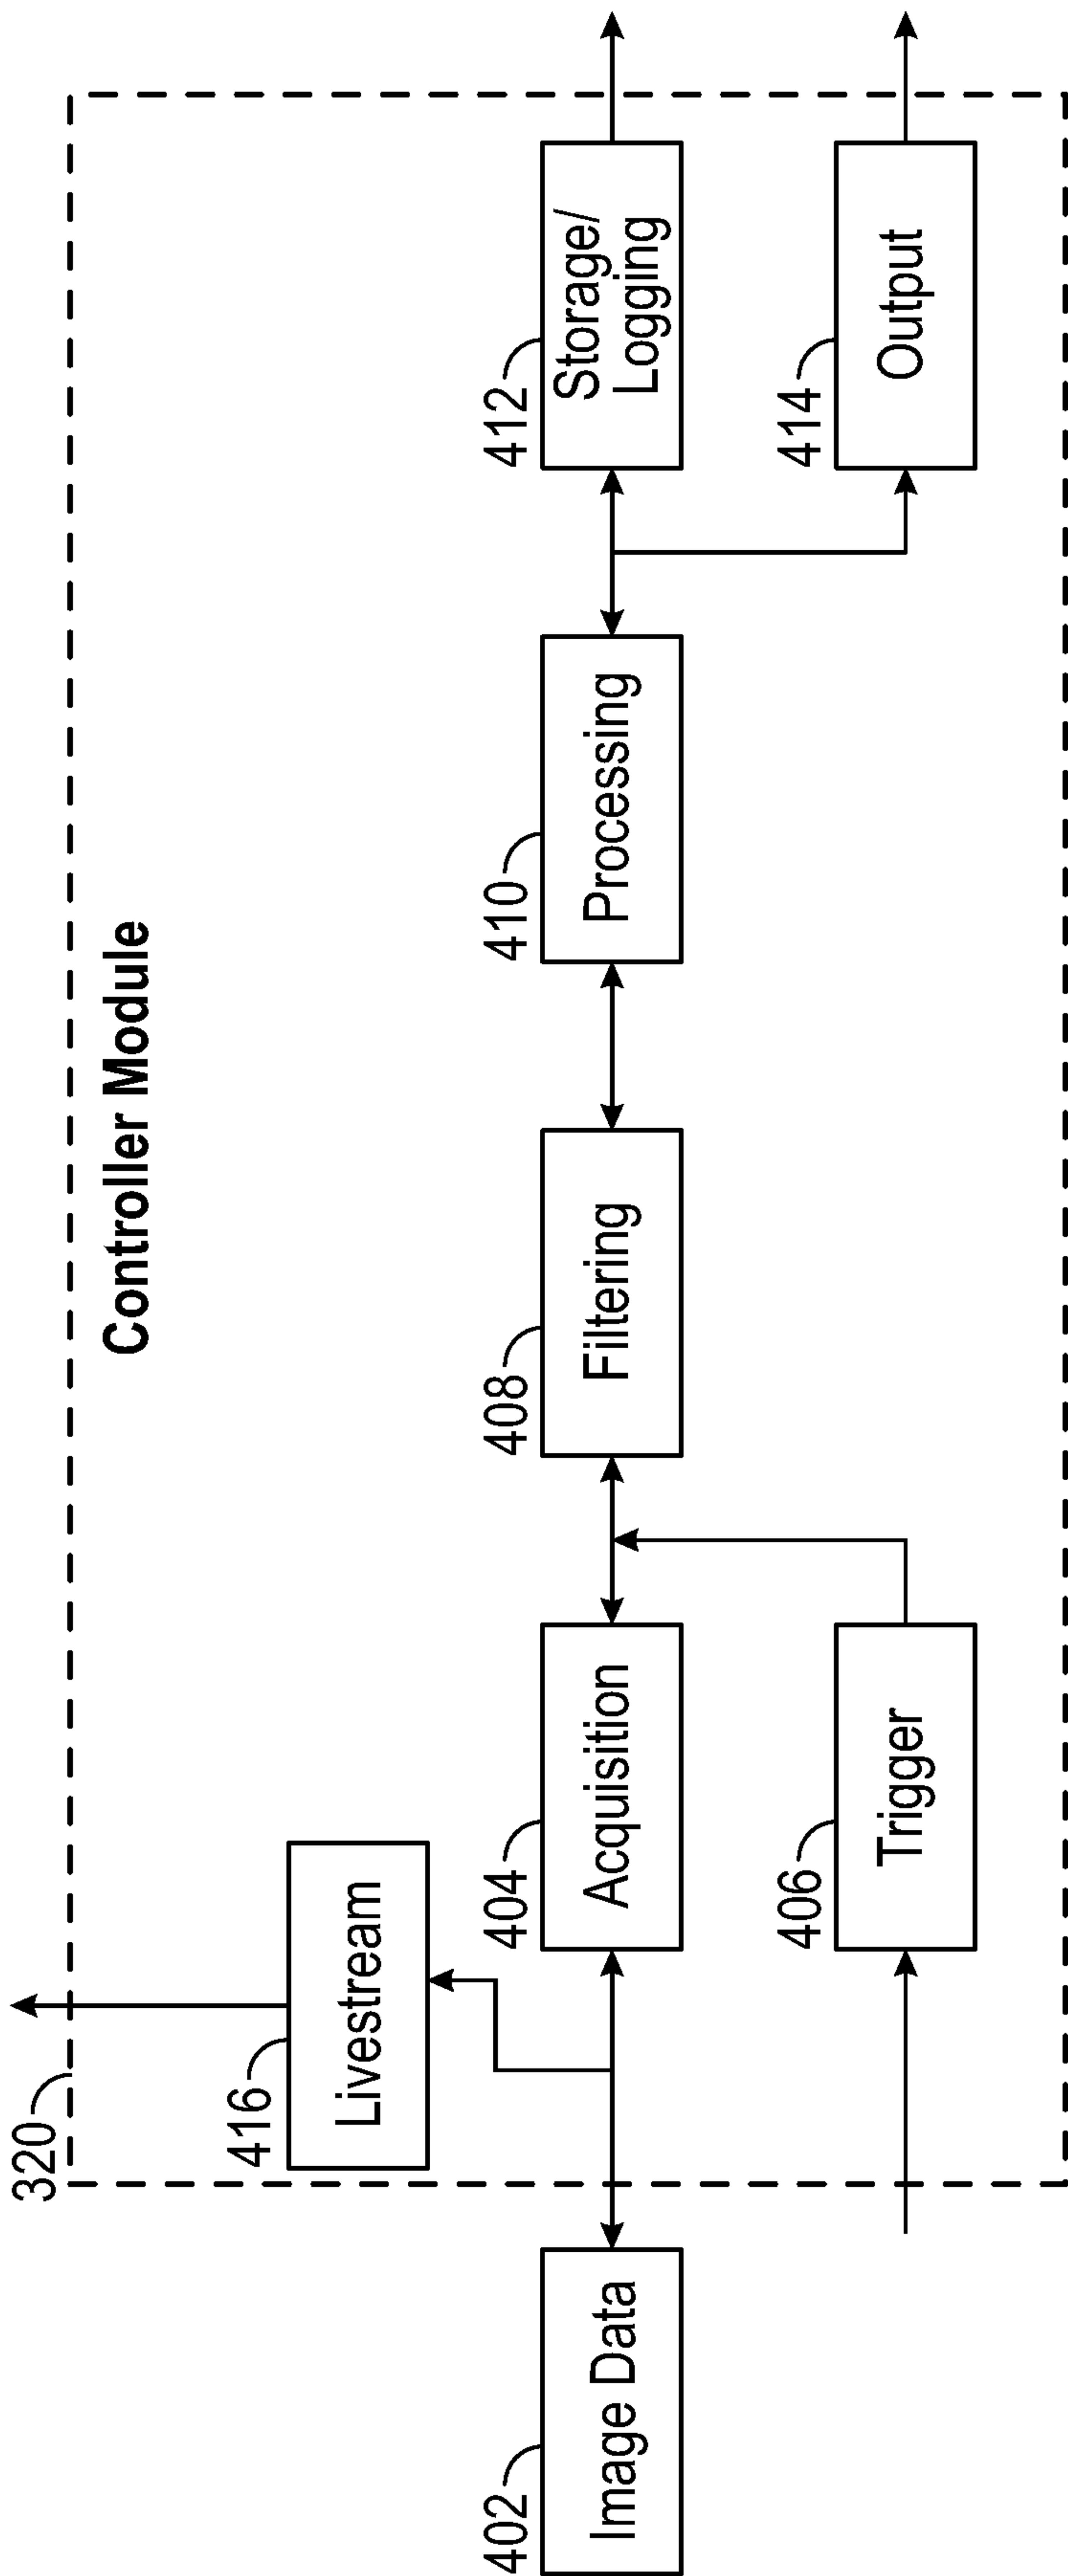 Controller Module
320
416
Livestream
402
Image Data
404
Acquisition
408
Filtering
410
Processing
412
Storage/
Logging
406
Trigger
414
Output